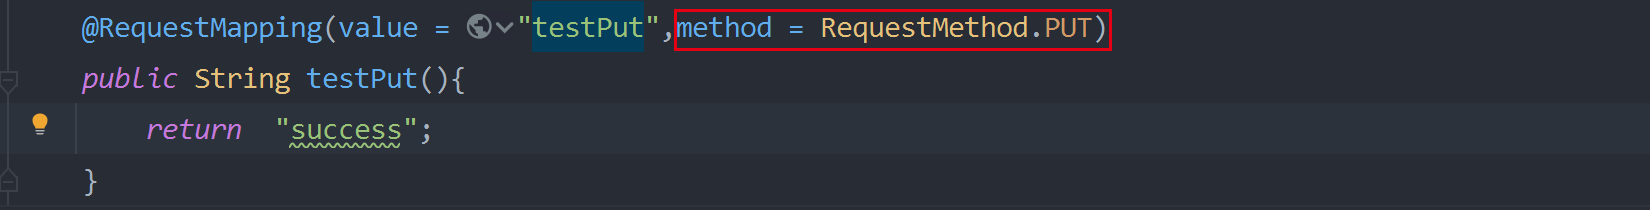 @RequestMapping(value = "testPut",method = RequestMethod.PUT)
public String testPut(){
return "success";
}